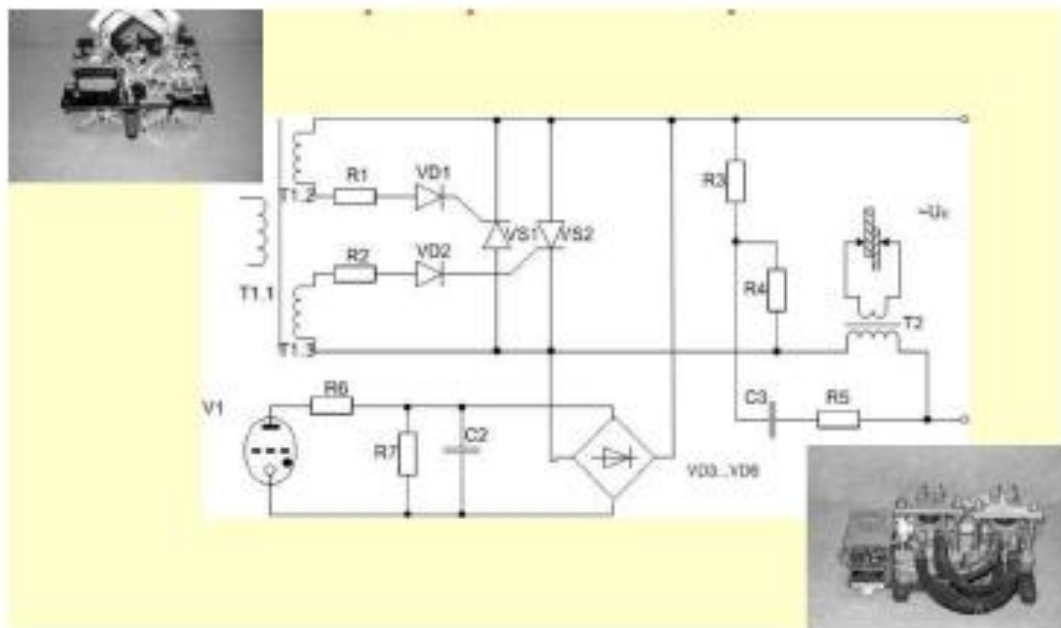 R1
VD1
R3
T1.2
VS1
VS2
R2
VD2
R4
T1.1
T2
T1.3
R6
V1
C3
R5
C2
R7
VD3...VD6